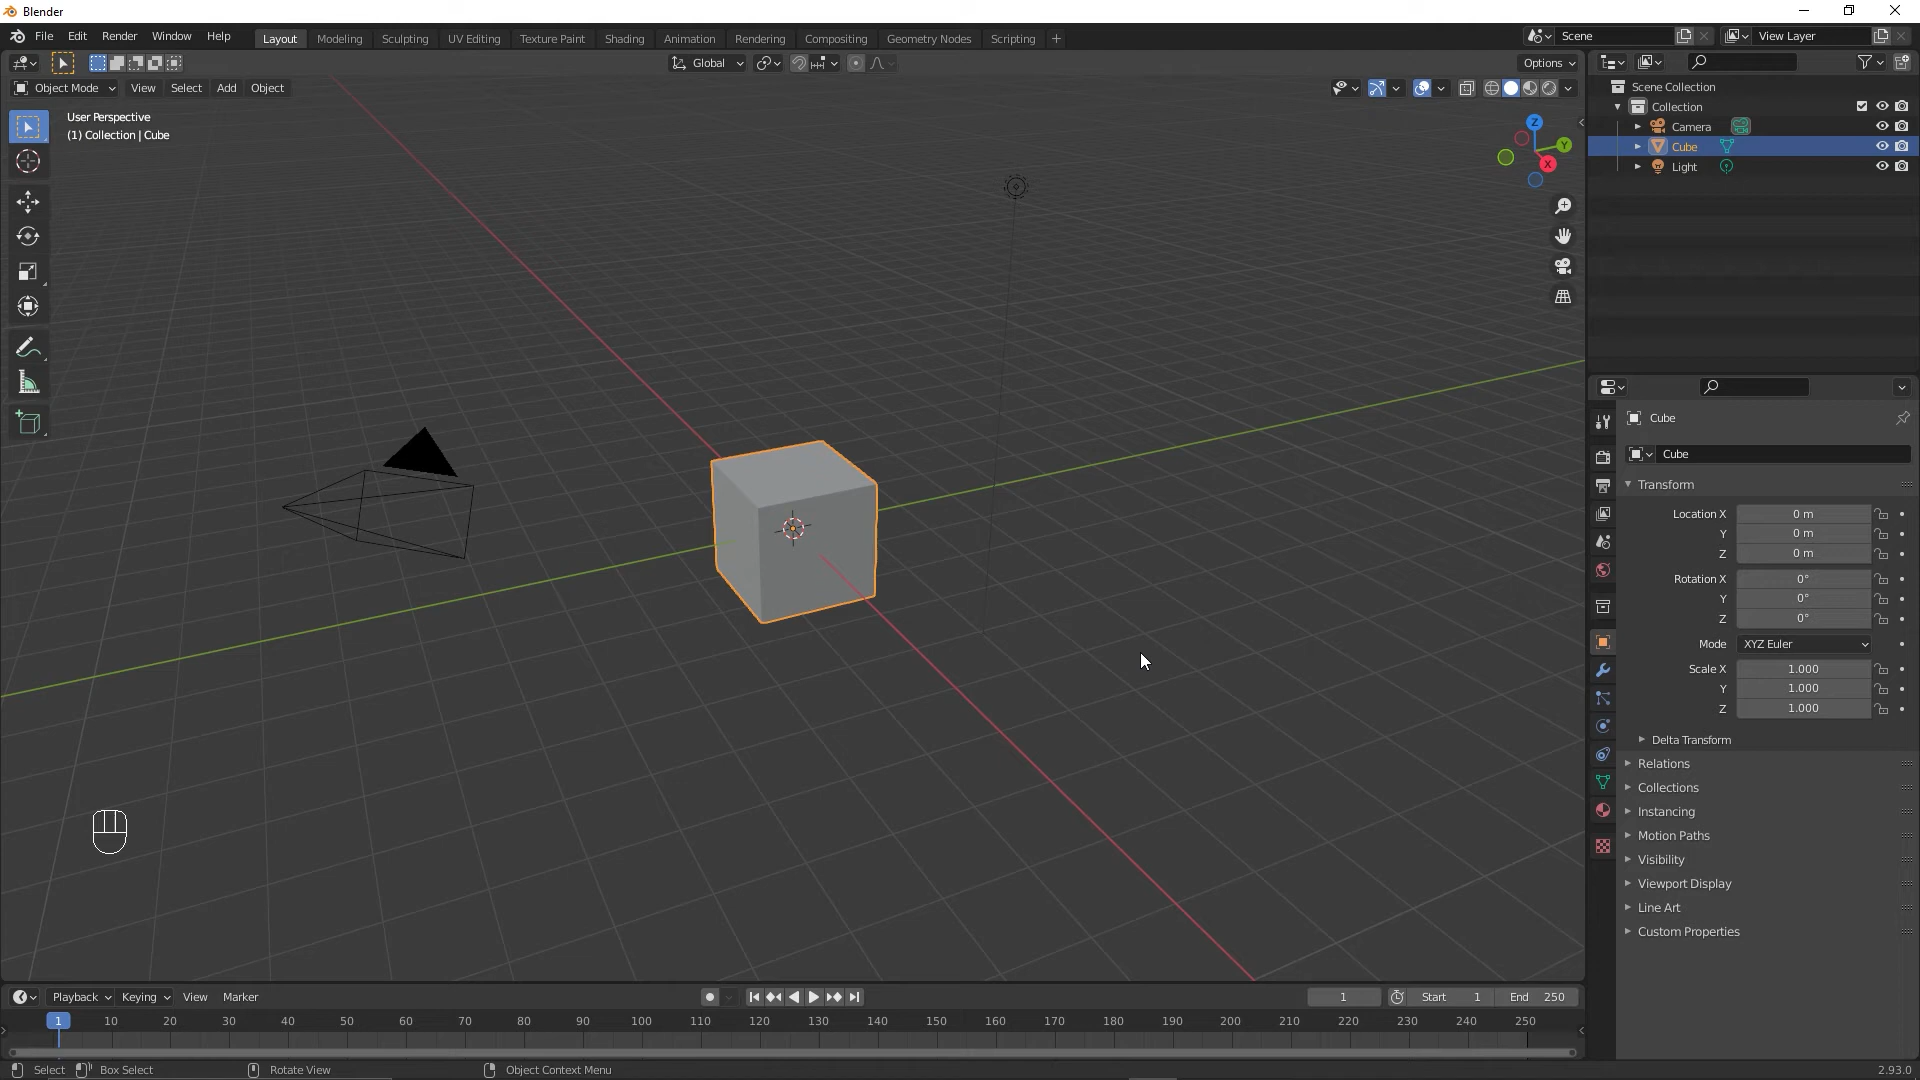 Blender
File Edit Render Window Help
Layout Modeling Sculpting UV Editing Texture Paint Shading Animation Rendering Compositing Geometry Nodes Scripting +
Scene
View Layer
Global
Options
Object Mode View Select Add Object
User Perspective
(1) Collection | Cube
Z
Y
X
Scene Collection
Collection
Camera
Cube
Light
Cube
Cube
Transform
Location X 0 m
Y 0 m
Z 0 m
Rotation X 0°
Y 0°
Z 0°
Mode XYZ Euler
Scale X 1.000
Y 1.000
Z 1.000
Delta Transform
Relations
Collections
Instancing
Motion Paths
Visibility
Viewport Display
Line Art
Custom Properties
Playback Keying View Marker
1 Start 1 End 250
1 10 20 30 40 50 60 70 80 90 100 110 120 130 140 150 160 170 180 190 200 210 220 230 240 250
Select Box Select Rotate View Object Context Menu 2.93.0